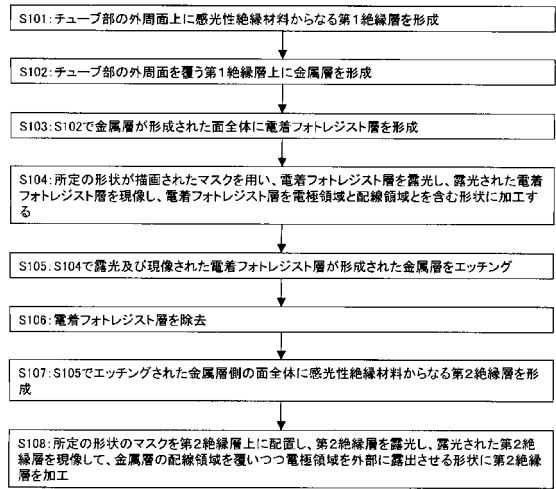 S101:チューブ部の外周面上に感光性絶縁材料からなる第1絶縁層を形成
S102:チューブ部の外周面を覆う第1絶縁層上に金属層を形成
S103:S102で金属層が形成された面全体に電着フォトレジスト層を形成
S104:所定の形状が描画されたマスクを用い、電着フォトレジスト層を露光し、露光された電着
フォトレジスト層を現像し、電着フォトレジスト層を電極領域と配線領域とを含む形状に加工す
る
S105:S104で露光及び現像された電着フォトレジスト層が形成された金属層をエッチング
S106:電着フォトレジスト層を除去
S107:S105でエッチングされた金属層側の面全体に感光性絶縁材料からなる第2絶縁層を形
成
S108:所定の形状のマスクを第2絶縁層上に配置し、第2絶縁層を露光し、露光された第2絶
縁層を現像して、金属層の配線領域を覆いつつ電極領域を外部に露出させる形状に第2絶縁
層を加工